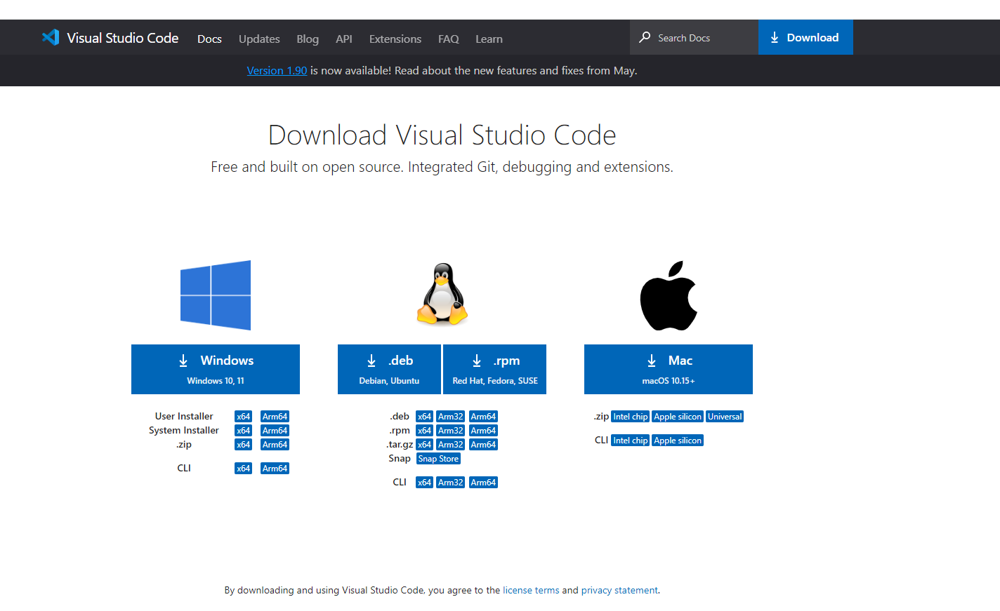 Visual Studio Code Docs Updates Blog API Extensions FAQ Learn Search Docs Download
Version 1.90 is now available! Read about the new features and fixes from May.
Download Visual Studio Code
Free and built on open source. Integrated Git, debugging and extensions.
Windows
Windows 10, 11
User Installer x64 Arm64
System Installer x64 Arm64
.zip x64 Arm64
CLI x64 Arm64
.deb
Debian, Ubuntu
.rpm
Red Hat, Fedora, SUSE
.deb x64 Arm32 Arm64
.rpm x64 Arm32 Arm64
.tar.gz x64 Arm32 Arm64
Snap Snap Store
CLI x64 Arm32 Arm64
Mac
macOS 10.15+
.zip Intel chip Apple silicon Universal
CLI Intel chip Apple silicon
By downloading and using Visual Studio Code, you agree to the license terms and privacy statement.